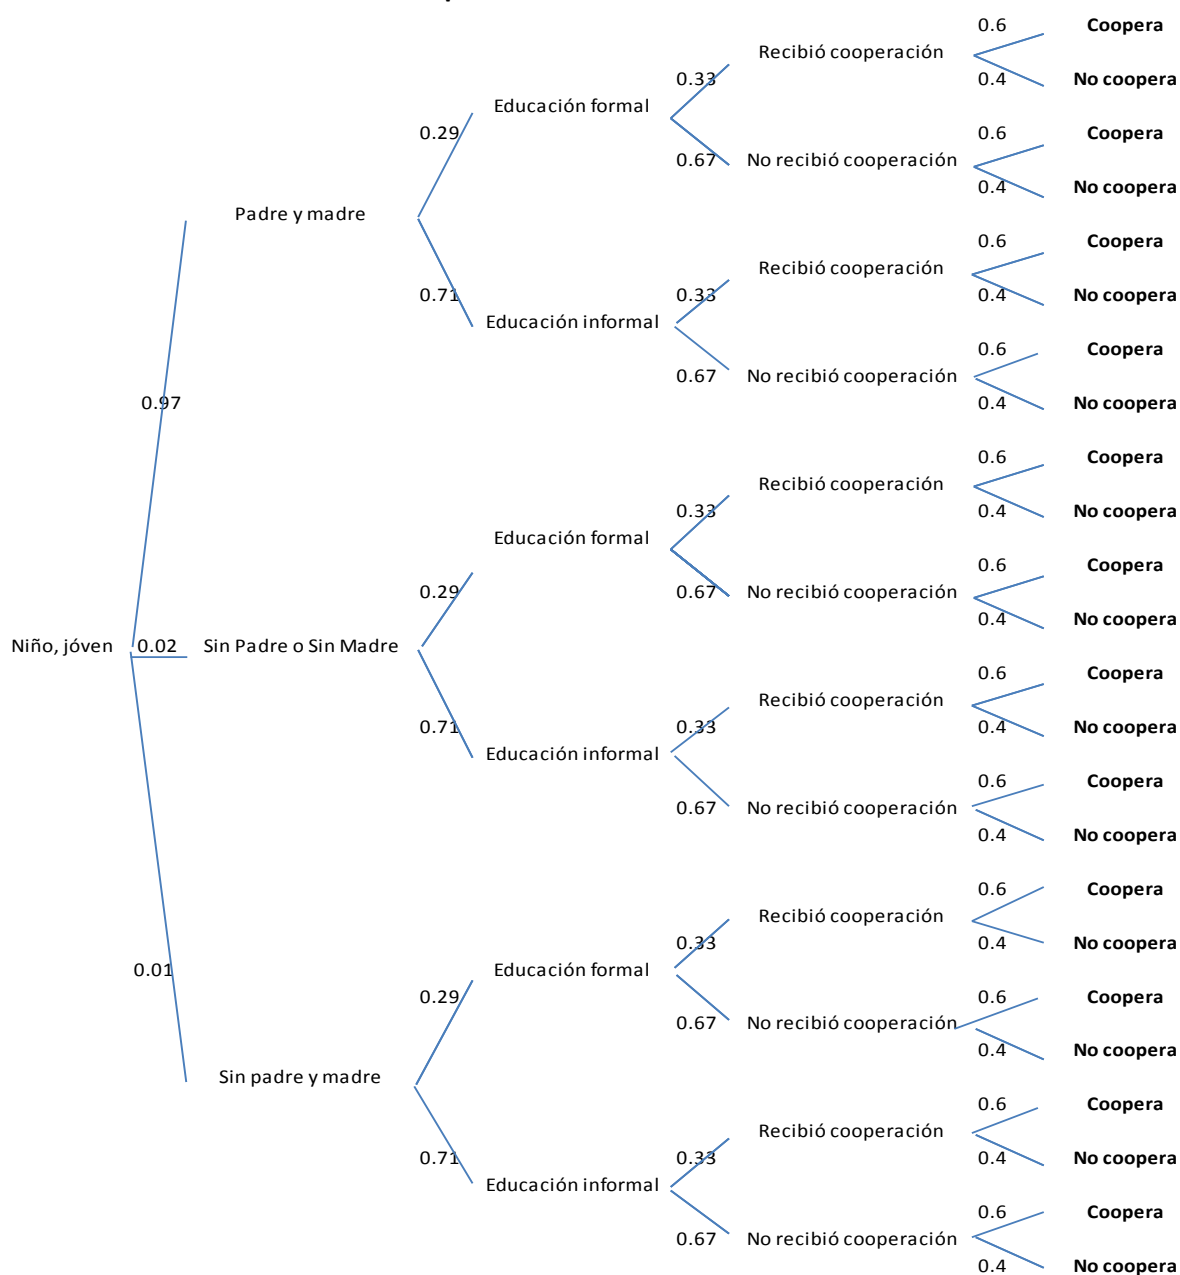 0.6 Coopera
Recibió cooperación
0.33 0.4 No coopera
Educación formal
0.29 0.6 Coopera
0.67 No recibió cooperación
0.4 No coopera
Padre y madre
0.6 Coopera
Recibió cooperación
0.71 0.33 0.4 No coopera
Educación informal
0.6 Coopera
0.67 No recibió cooperación
0.97 0.4 No coopera
0.6 Coopera
Recibió cooperación
0.33 0.4 No coopera
Educación formal
0.6 Coopera
0.29 0.67 No recibió cooperación
0.4 No coopera
Niño, jóven 0.02 Sin Padre o Sin Madre
0.6 Coopera
Recibió cooperación
0.71 0.33 0.4 No coopera
Educación informal
0.6 Coopera
0.67 No recibió cooperación
0.4 No coopera
0.6 Coopera
Recibió cooperación
0.33 0.4 No coopera
0.01 Educación formal
0.29 0.6 Coopera
0.67 No recibió cooperación
0.4 No coopera
Sin padre y madre
0.6 Coopera
Recibió cooperación
0.71 0.33 0.4 No coopera
Educación informal
0.6 Coopera
0.67 No recibió cooperación
0.4 No coopera